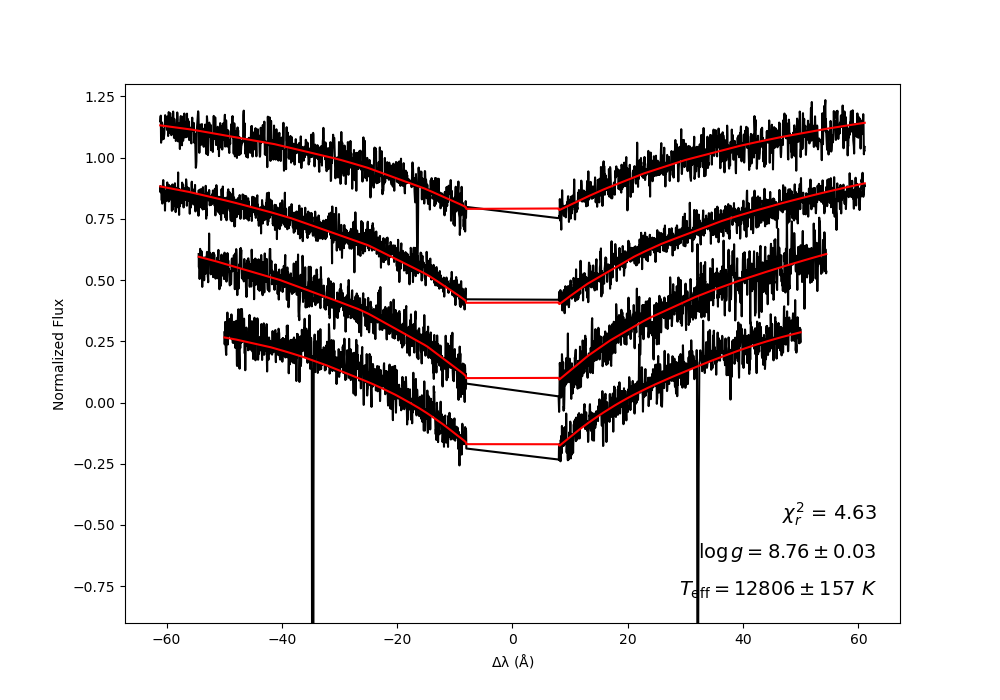 1.25
1.00
0.75
0.50
0.25
0.00
−0.25
−0.50
−0.75
Normalized Flux
χ_r^2 = 4.63
log g = 8.76 ± 0.03
T_eff = 12806 ± 157 K
−60 −40 −20 0 20 40 60
Δλ (Å)